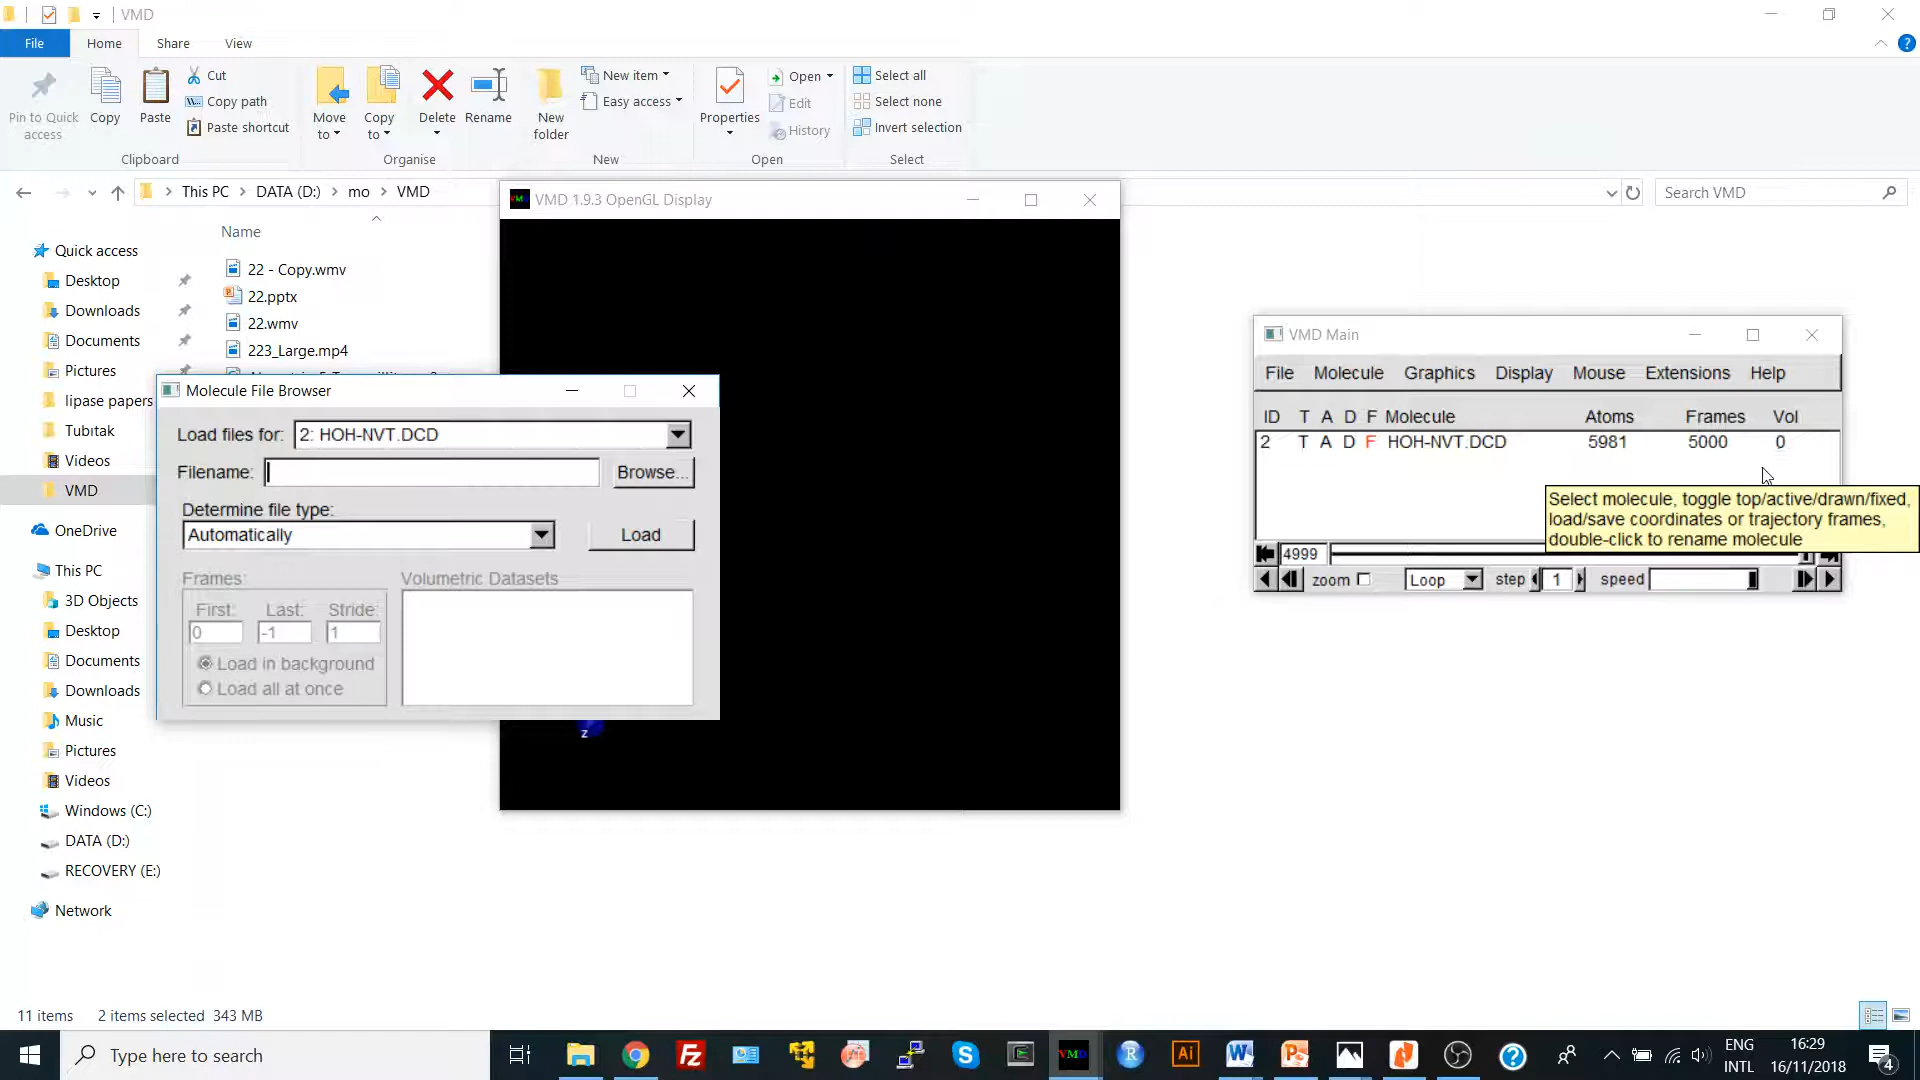 VMD
File Home Share View
Pin to Quick access
Copy
Paste
Cut
Copy path
Paste shortcut
Clipboard
Move to
Copy to
Delete
Rename
Organise
New folder
New item
Easy access
New
Properties
Open
Edit
History
Open
Select all
Select none
Invert selection
Select
This PC > DATA (D:) > mo > VMD
Search VMD
Name
22 - Copy.wmv
22.pptx
22.wmv
223_Large.mp4
Quick access
Desktop
Downloads
Documents
Pictures
lipase papers
Tubıtak
Videos
VMD
OneDrive
This PC
3D Objects
Desktop
Documents
Downloads
Music
Pictures
Videos
Windows (C:)
DATA (D:)
RECOVERY (E:)
Network
VMD 1.9.3 OpenGL Display
z
Molecule File Browser
Load files for: 2: HOH-NVT.DCD
Filename: Browse...
Determine file type:
Automatically Load
Frames: Volumetric Datasets
First: Last: Stride:
0 -1 1
Load in background
Load all at once
VMD Main
File Molecule Graphics Display Mouse Extensions Help
ID T A D F Molecule Atoms Frames Vol
2 T A D F HOH-NVT.DCD 5981 5000 0
Select molecule, toggle top/active/drawn/fixed,
load/save coordinates or trajectory frames,
double-click to rename molecule
4999
zoom Loop step 1 speed
11 items 2 items selected 343 MB
Type here to search
ENG
INTL
16:29
16/11/2018
4